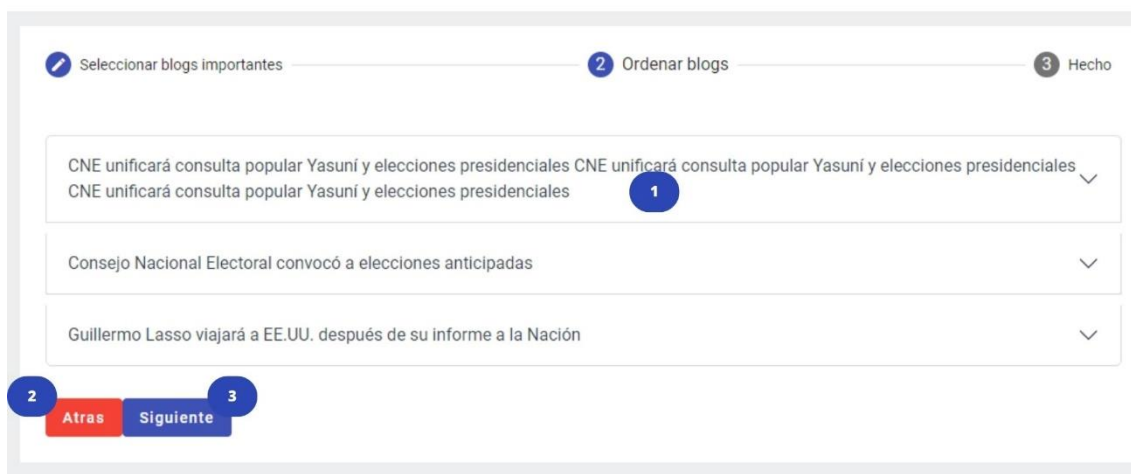 Seleccionar blogs importantes
2 Ordenar blogs
3 Hecho
CNE unificará consulta popular Yasuní y elecciones presidenciales CNE unificará consulta popular Yasuní y elecciones presidenciales
CNE unificará consulta popular Yasuní y elecciones presidenciales
1
Consejo Nacional Electoral convocó a elecciones anticipadas
Guillermo Lasso viajará a EE.UU. después de su informe a la Nación
2
3
Atras
Siguiente